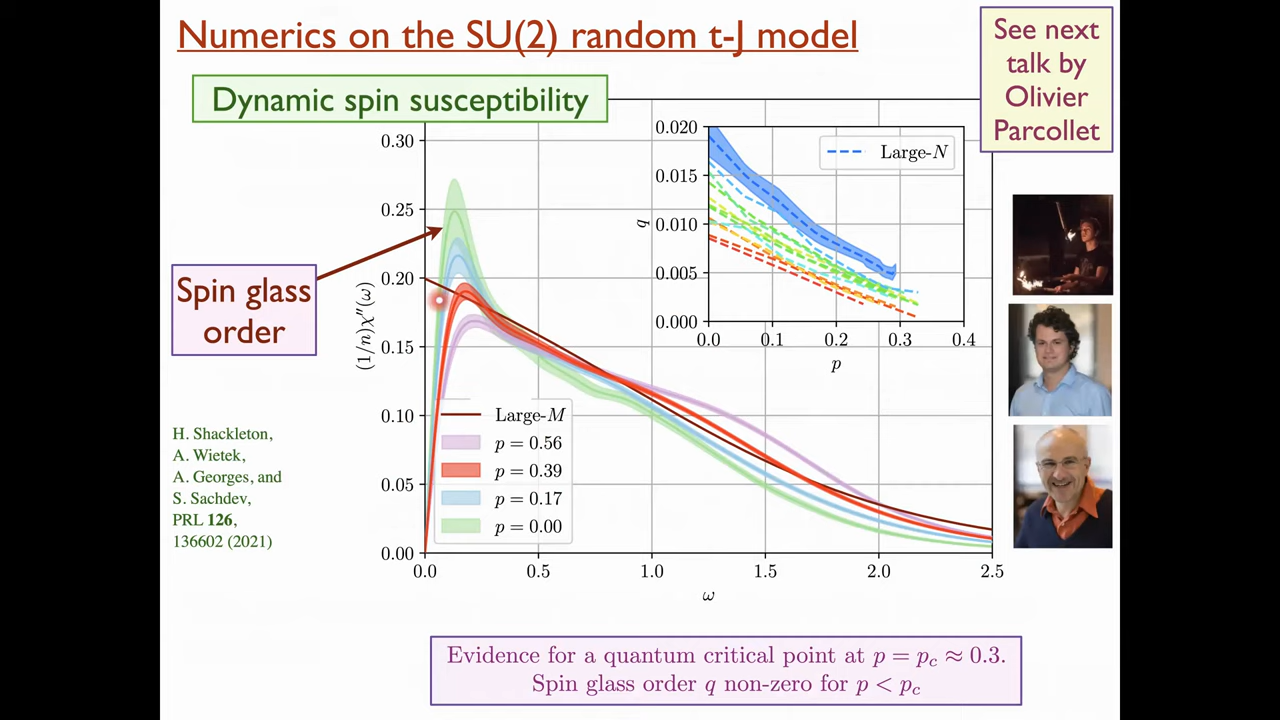 Numerics on the SU(2) random t-J model
See next
talk by
Olivier
Parcollet
Dynamic spin susceptibility
Spin glass
order
(1/n)χ″(ω)
0.30
0.25
0.20
0.15
0.10
0.05
0.00
0.0 0.5 1.0 1.5 2.0 2.5
ω
Large-M
p = 0.56
p = 0.39
p = 0.17
p = 0.00
q
0.020
0.015
0.010
0.005
0.000
0.0 0.1 0.2 0.3 0.4
p
Large-N
H. Shackleton,
A. Wietek,
A. Georges, and
S. Sachdev,
PRL 126,
136602 (2021)
Evidence for a quantum critical point at p = p_c ≈ 0.3.
Spin glass order q non-zero for p < p_c